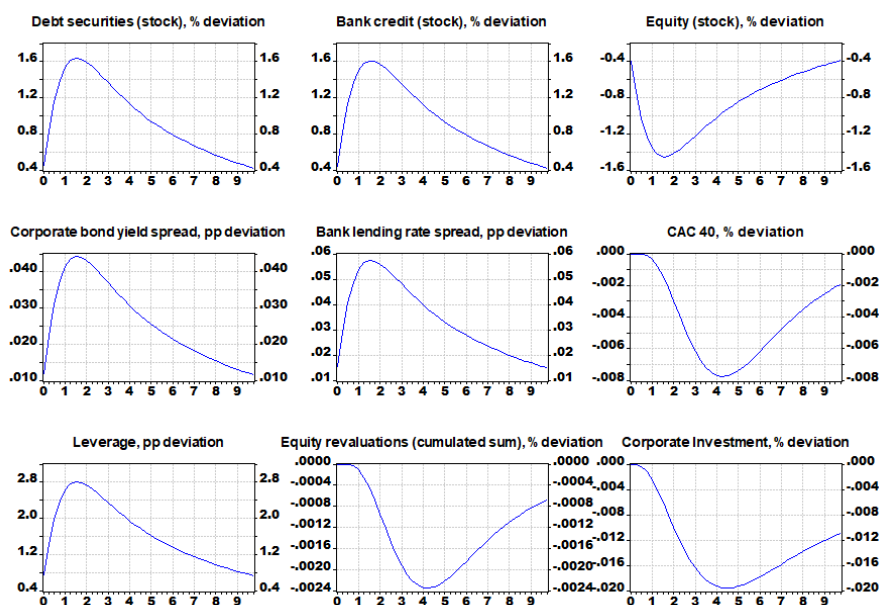 Debt securities (stock), % deviation
1.6 1.6
1.2 1.2
0.8 0.8
0.4 0.4
0 1 2 3 4 5 6 7 8 9
Bank credit (stock), % deviation
1.6 1.6
1.2 1.2
0.8 0.8
0.4 0.4
0 1 2 3 4 5 6 7 8 9
Equity (stock), % deviation
-0.4 -0.4
-0.8 -0.8
-1.2 -1.2
-1.6 -1.6
0 1 2 3 4 5 6 7 8 9
Corporate bond yield spread, pp deviation
.040 .040
.030 .030
.020 .020
.010 .010
0 1 2 3 4 5 6 7 8 9
Bank lending rate spread, pp deviation
.06 .06
.05 .05
.04 .04
.03 .03
.02 .02
.01 .01
0 1 2 3 4 5 6 7 8 9
CAC 40, % deviation
.000 .000
-.002 -.002
-.004 -.004
-.006 -.006
-.008 -.008
0 1 2 3 4 5 6 7 8 9
Leverage, pp deviation
2.8 2.8
2.0 2.0
1.2 1.2
0.4 0.4
0 1 2 3 4 5 6 7 8 9
Equity revaluations (cumulated sum), % deviation
.0000 .0000
-.0004 -.0004
-.0008 -.0008
-.0012 -.0012
-.0016 -.0016
-.0020 -.0020
-.0024 -.0024
0 1 2 3 4 5 6 7 8 9
Corporate Investment, % deviation
.000 .000
-.004 -.004
-.008 -.008
-.012 -.012
-.016 -.016
-.020 -.020
0 1 2 3 4 5 6 7 8 9